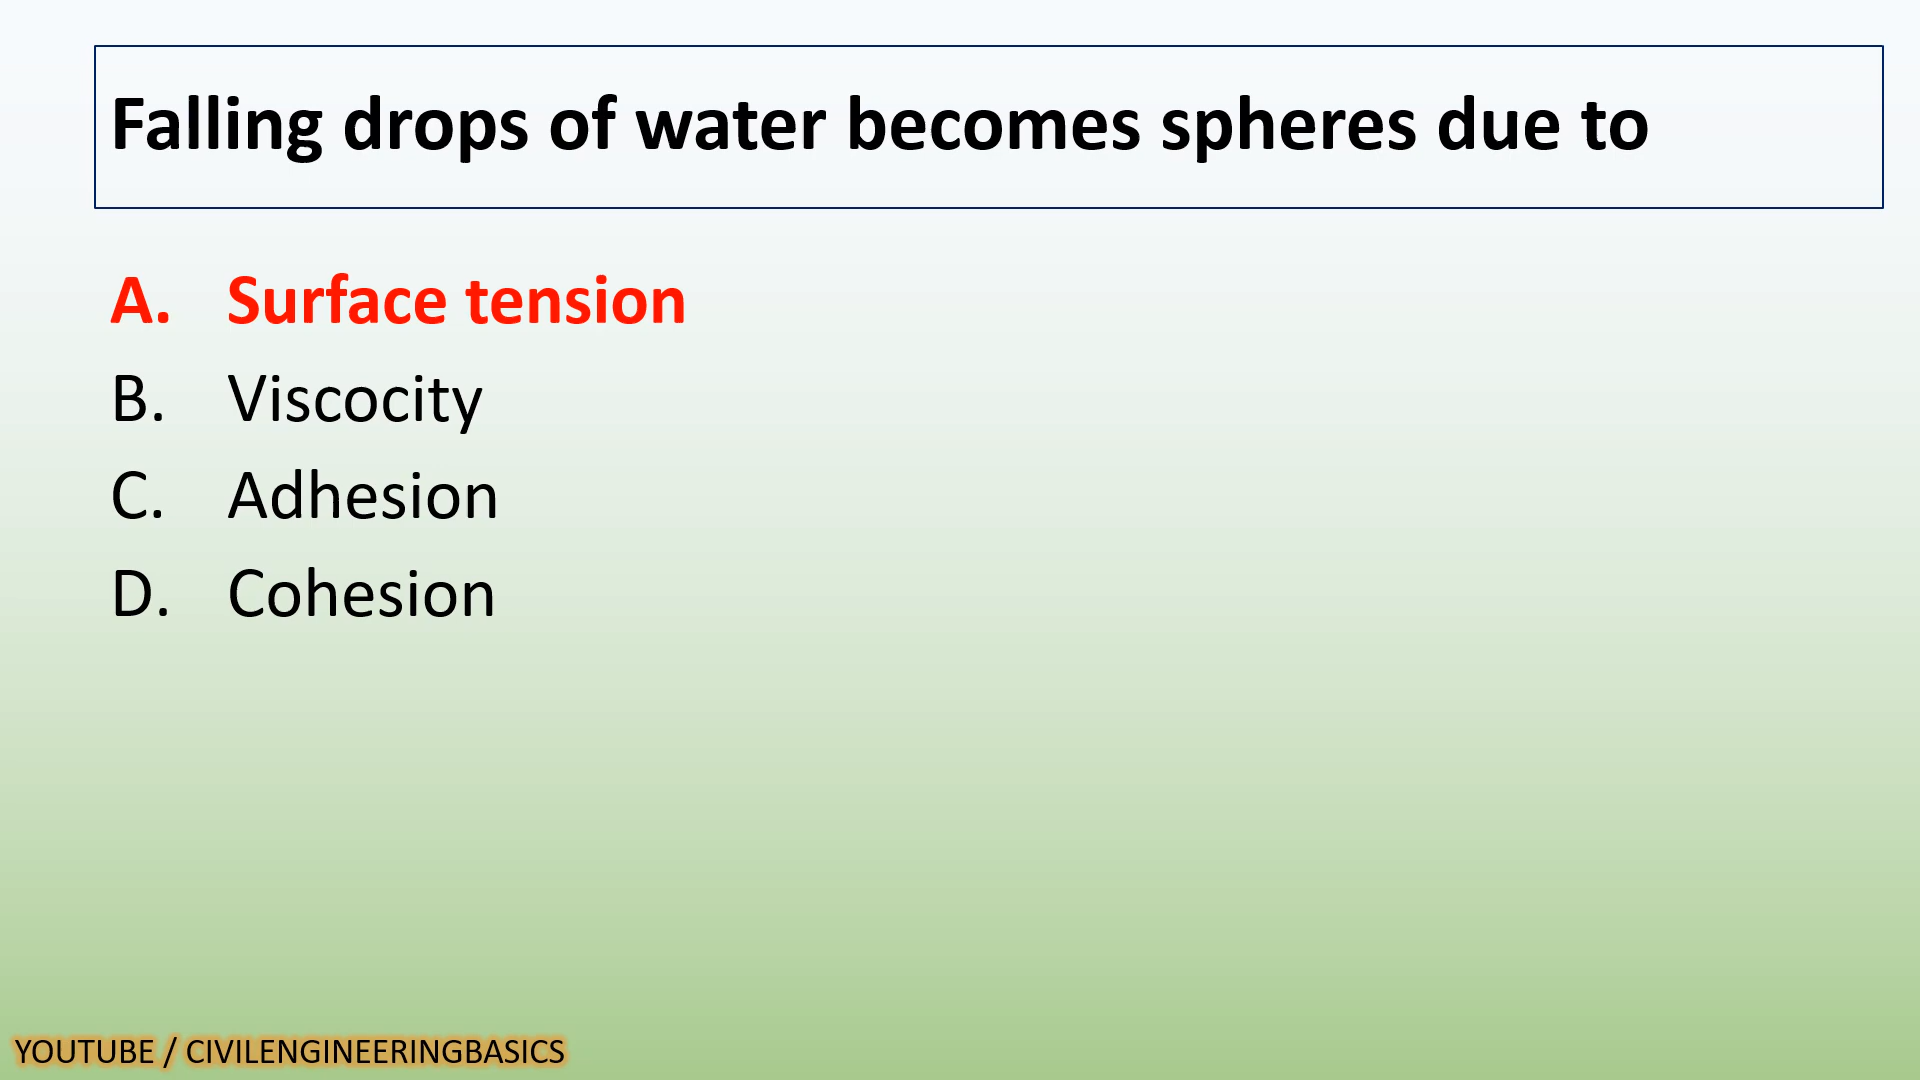 Falling drops of water becomes spheres due to
A. Surface tension
B. Viscocity
C. Adhesion
D. Cohesion
YOUTUBE / CIVILENGINEERINGBASICS